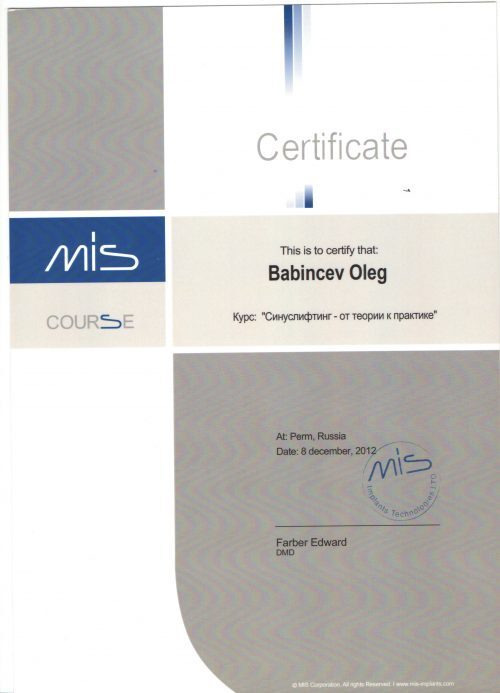 Certificate
mis
COURSE
This is to certify that:
Babincev Oleg
Курс: "Синуслифтинг - от теории к практике"
At: Perm, Russia
Date: 8 december, 2012
mis
Implants Technologies LTD
Farber Edward
DMD
© MIS Corporation. All rights Reserved. / www.mis-implants.com